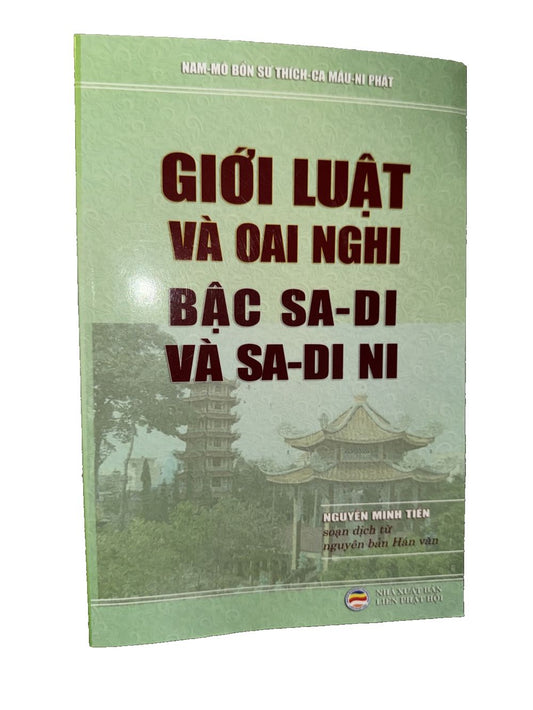 NAM-MÔ BỔN SƯ THÍCH-CA MÂU-NI PHẬT
GIỚI LUẬT
VÀ OAI NGHI
BẬC SA-DI
VÀ SA-DI NI
NGUYỄN MINH TIẾN
soạn dịch từ
nguyên bản Hán văn
NHÀ XUẤT BẢN
LIÊN PHẬT HỘI